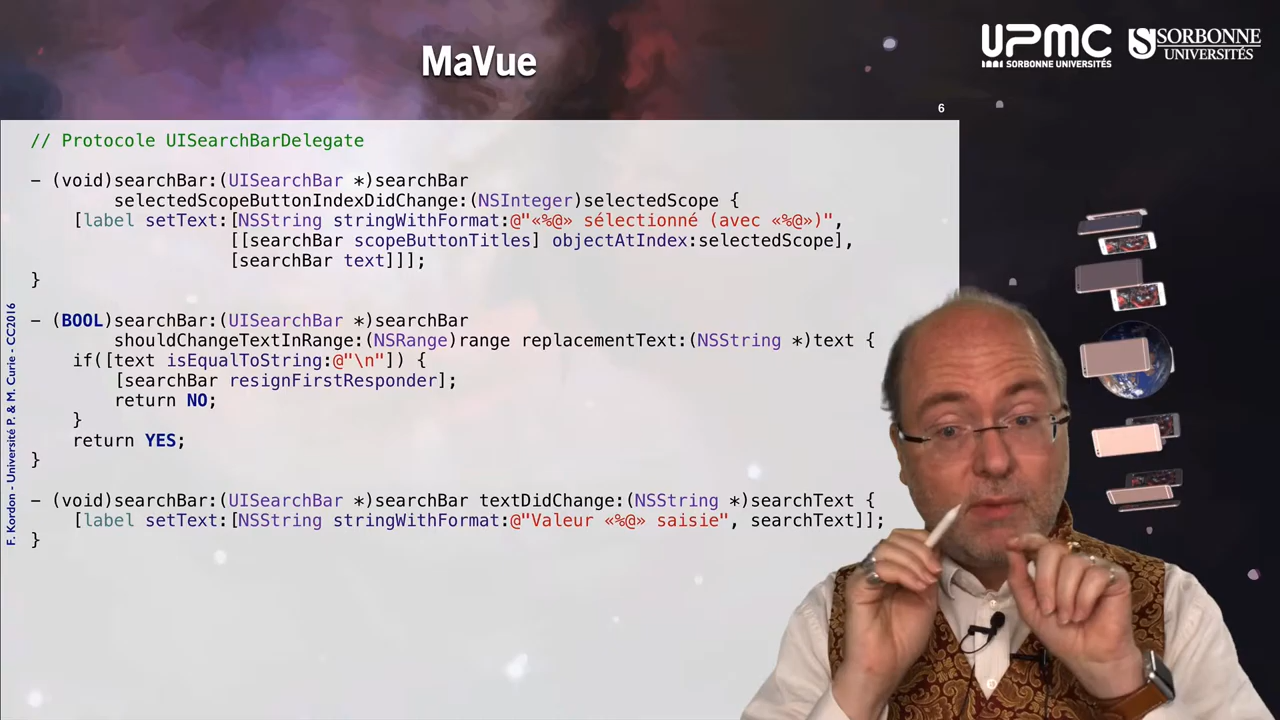 MaVue
UPMC
SORBONNE UNIVERSITÉS
SORBONNE
UNIVERSITÉS
6
// Protocole UISearchBarDelegate
- (void)searchBar:(UISearchBar *)searchBar
selectedScopeButtonIndexDidChange:(NSInteger)selectedScope {
[label setText:[NSString stringWithFormat:@"«%@» sélectionné (avec «%@»)",
[[searchBar scopeButtonTitles] objectAtIndex:selectedScope],
[searchBar text]]];
}
- (BOOL)searchBar:(UISearchBar *)searchBar
shouldChangeTextInRange:(NSRange)range replacementText:(NSString *)text {
if([text isEqualToString:@"\n"]) {
[searchBar resignFirstResponder];
return NO;
}
return YES;
}
- (void)searchBar:(UISearchBar *)searchBar textDidChange:(NSString *)searchText {
[label setText:[NSString stringWithFormat:@"Valeur «%@» saisie", searchText]];
}
F. Kordon - Université P. & M. Curie - CC2016